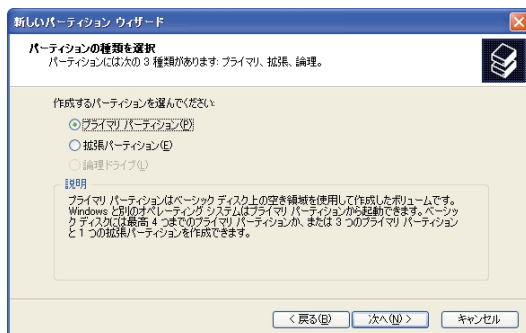 新しいパーティション ウィザード
パーティションの種類を選択
パーティションには次の 3 種類があります: プライマリ、拡張、論理。
作成するパーティションを選んでください:
プライマリ パーティション(P)
拡張パーティション(E)
論理ドライブ(L)
説明
プライマリ パーティションはベーシック ディスク上の空き領域を使用して作成したボリュームです。
Windows と別のオペレーティング システムはプライマリ パーティションから起動できます。ベーシッ
ク ディスクには最高 4 つまでのプライマリ パーティションか、または 3 つのプライマリ パーティション
と 1 つの拡張パーティションを作成できます。
< 戻る(B) 次へ(N) > キャンセル